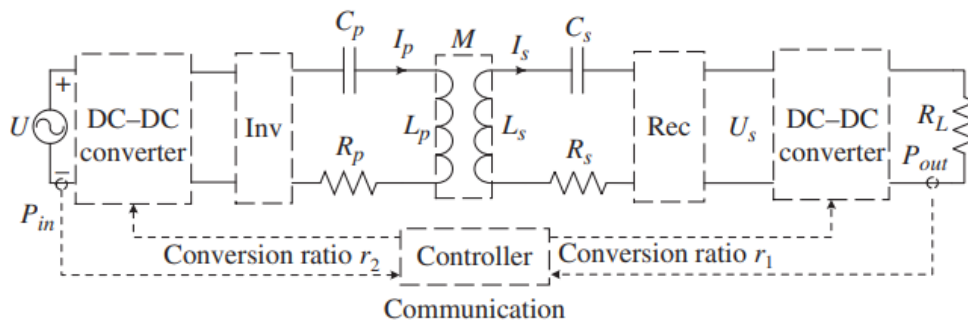 C_p I_p M I_s C_s
+
U
−
DC–DC
converter
Inv
L_p L_s
R_p
R_s
Rec
U_s
DC–DC
converter
R_L
P_in
P_out
Conversion ratio r_2
Controller
Conversion ratio r_1
Communication